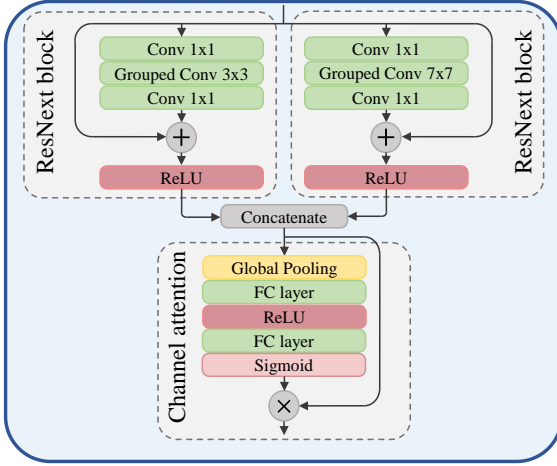 ResNext block
Conv 1x1
Grouped Conv 3x3
Conv 1x1
+
ReLU
Conv 1x1
Grouped Conv 7x7
Conv 1x1
+
ReLU
ResNext block
Concatenate
Channel attention
Global Pooling
FC layer
ReLU
FC layer
Sigmoid
×